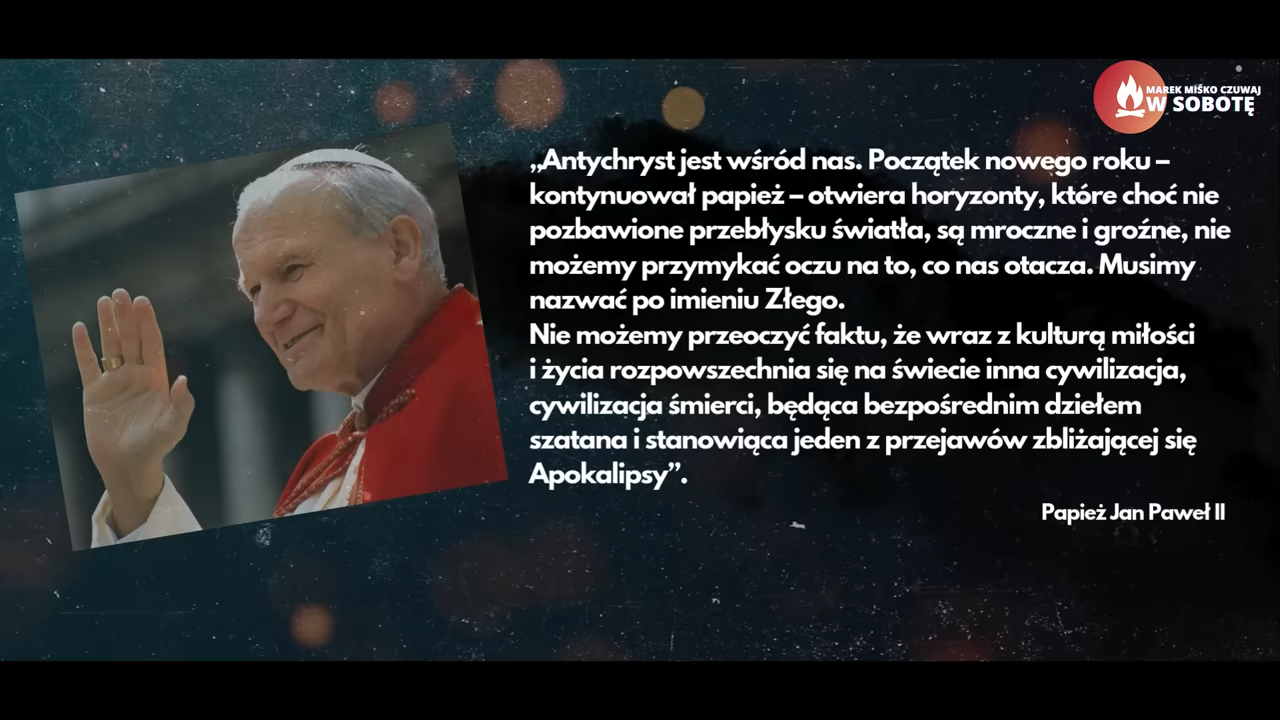 MAREK MIŚKO CZUWAJ
W SOBOTĘ
„Antychryst jest wśród nas. Początek nowego roku –
kontynuował papież – otwiera horyzonty, które choć nie
pozbawione przebłysku światła, są mroczne i groźne, nie
możemy przymykać oczu na to, co nas otacza. Musimy
nazwać po imieniu Złego.
Nie możemy przeoczyć faktu, że wraz z kulturą miłości
i życia rozpowszechnia się na świecie inna cywilizacja,
cywilizacja śmierci, będąca bezpośrednim dziełem
szatana i stanowiąca jeden z przejawów zbliżającej się
Apokalipsy”.
Papież Jan Paweł II